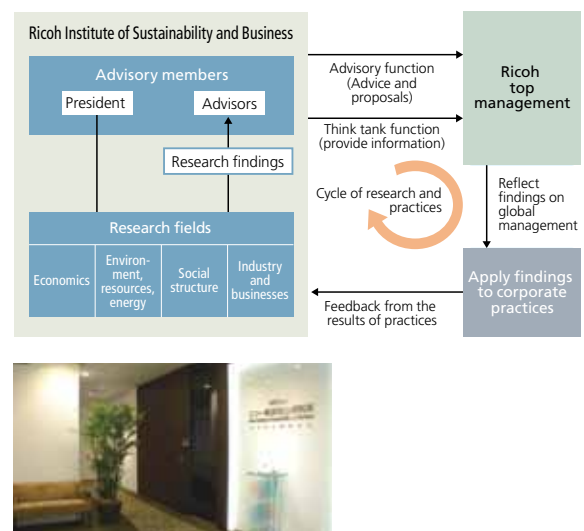 Ricoh Institute of Sustainability and Business
Advisory members
President
Advisors
Research findings
Research fields
Economics
Environ-
ment,
resources,
energy
Social
structure
Industry
and
businesses
Advisory function
(Advice and
proposals)
Think tank function
(provide information)
Cycle of research and
practices
Ricoh
top
management
Reflect
findings on
global
management
Apply findings
to corporate
practices
Feedback from the
results of practices